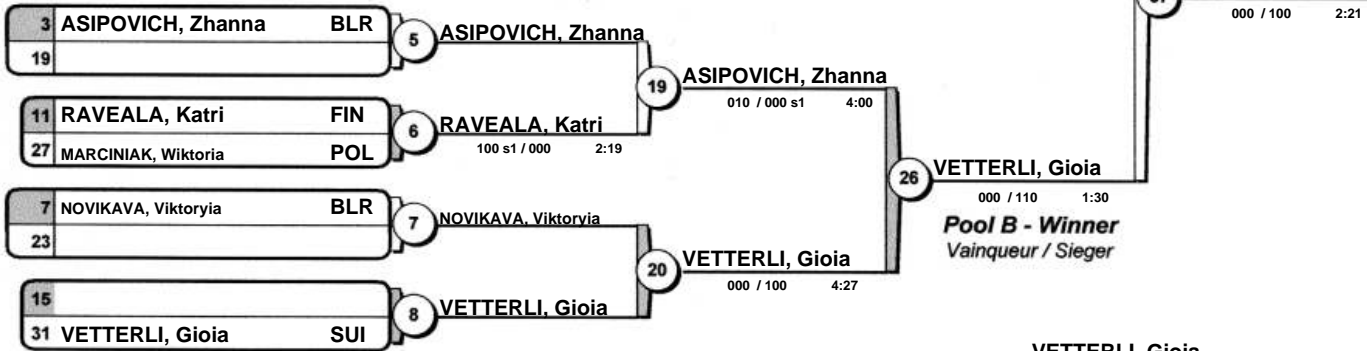 000 / 100 2:21
3 ASIPOVICH, Zhanna BLR
19
5
ASIPOVICH, Zhanna
11 RAVEALA, Katri FIN
27 MARCINIAK, Wiktoria POL
6
RAVEALA, Katri
100 s1 / 000 2:19
19
ASIPOVICH, Zhanna
010 / 000 s1 4:00
7 NOVIKAVA, Viktoryia BLR
23
7
NOVIKAVA, Viktoryia
15
31 VETTERLI, Gioia SUI
8
VETTERLI, Gioia
20
VETTERLI, Gioia
000 / 100 4:27
26
VETTERLI, Gioia
000 / 110 1:30
Pool B - Winner
Vainqueur / Sieger
VETTERLI, Gioia